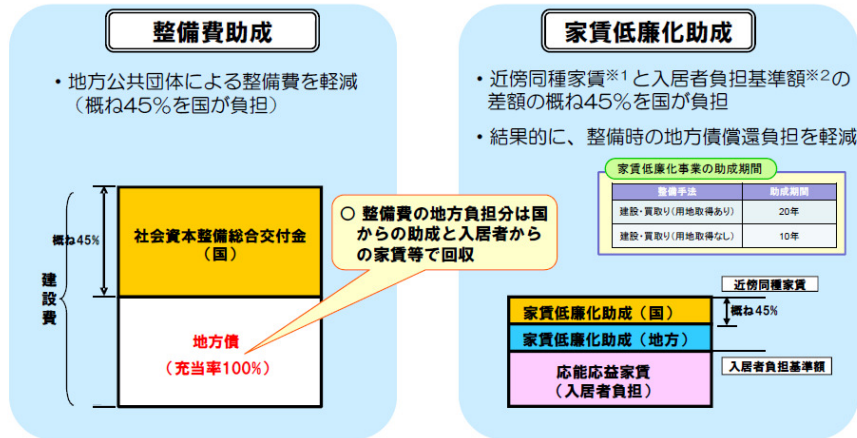 整備費助成
・地方公共団体による整備費を軽減
（概ね45％を国が負担）
概ね45%
建設費
社会資本整備総合交付金
（国）
地方債
（充当率100%）
○ 整備費の地方負担分は国
からの助成と入居者から
の家賃等で回収
家賃低廉化助成
・近傍同種家賃※1と入居者負担基準額※2の
差額の概ね45％を国が負担
・結果的に、整備時の地方債償還負担を軽減
家賃低廉化事業の助成期間
整備手法 助成期間
建設・買取り(用地取得あり) 20年
建設・買取り(用地取得なし) 10年
近傍同種家賃
家賃低廉化助成（国）
概ね45%
家賃低廉化助成（地方）
入居者負担基準額
応能応益家賃
（入居者負担）